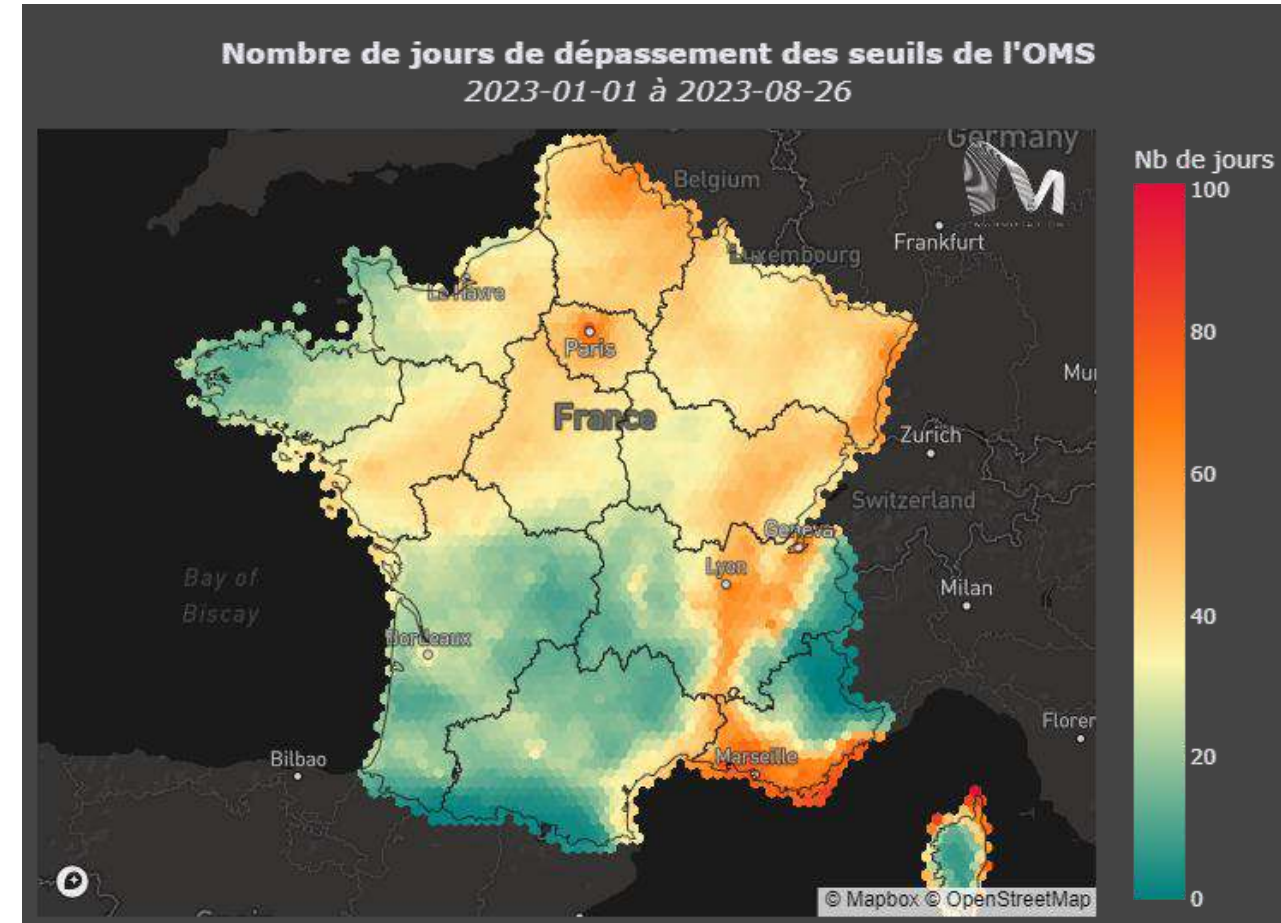 Nombre de jours de dépassement des seuils de l'OMS
2023-01-01 à 2023-08-26
Germany
Nb de jours
100
Belgium
Frankfurt
Luxembourg
Le Havre
80
Paris
Mu
France
Zurich
60
Switzerland
Geneva
Lyon
Bay of
Biscay
Milan
40
Bordeaux
Floren
Marseille
Bilbao
20
© Mapbox © OpenStreetMap
0